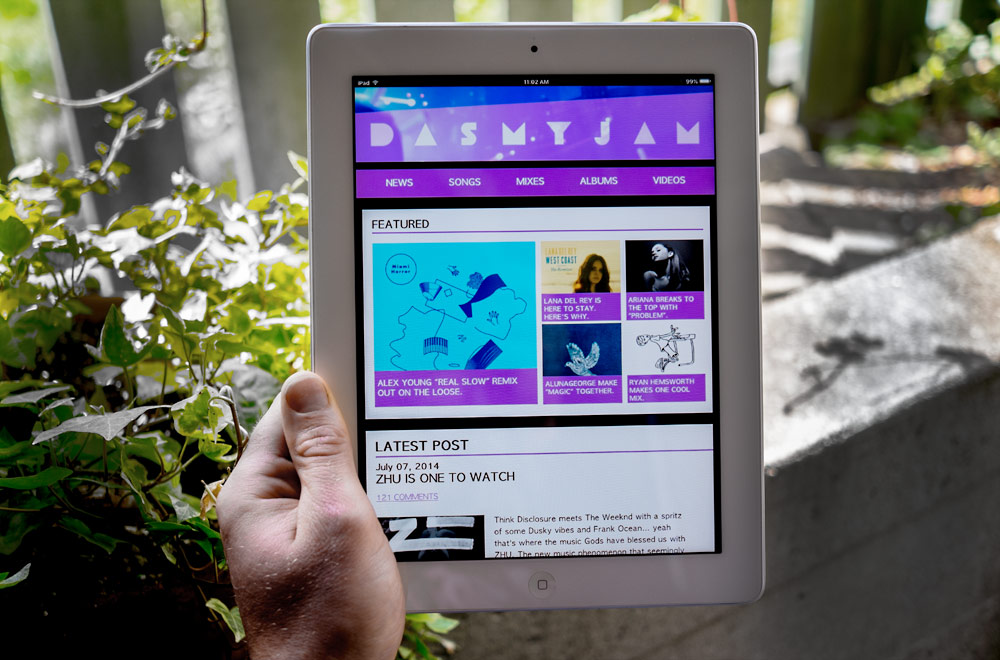 iPad 11:02 AM 99%
DASMYJAM
NEWS SONGS MIXES ALBUMS VIDEOS
FEATURED
Miami
Horror
LANA DEL REY
WEST COAST
ALEX YOUNG "REAL SLOW" REMIX
OUT ON THE LOOSE.
LANA DEL REY IS
HERE TO STAY.
HERE'S WHY.
ARIANA BREAKS TO
THE TOP WITH
"PROBLEM".
ALUNAGEORGE MAKE
"MAGIC" TOGETHER.
RYAN HEMSWORTH
MAKES ONE COOL
MIX.
LATEST POST
July 07, 2014
ZHU IS ONE TO WATCH
121 COMMENTS
Think Disclosure meets The Weeknd with a spritz
of some Dusky vibes and Frank Ocean... yeah
that's where the music Gods have blessed us with
ZHU. The new music phenomenon that seemingly